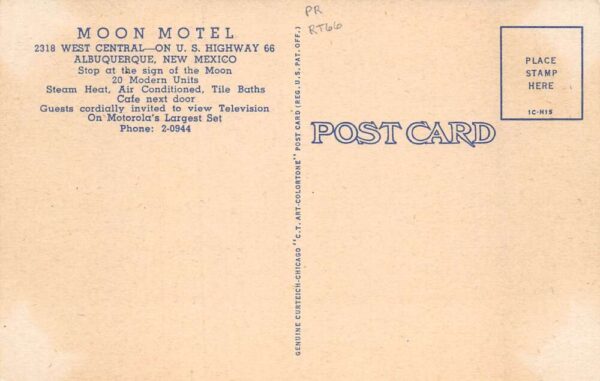 MOON MOTEL
2318 WEST CENTRAL—ON U. S. HIGHWAY 66
ALBUQUERQUE, NEW MEXICO
Stop at the sign of the Moon
20 Modern Units
Steam Heat, Air Conditioned, Tile Baths
Cafe next door
Guests cordially invited to view Television
On Motorola's Largest Set
Phone: 2-0944
GENUINE CURTEICH-CHICAGO "C.T. ART-COLORTONE" POST CARD (REG. U.S. PAT. OFF.)
PR
RT66
POST CARD
PLACE
STAMP
HERE
1C-H15